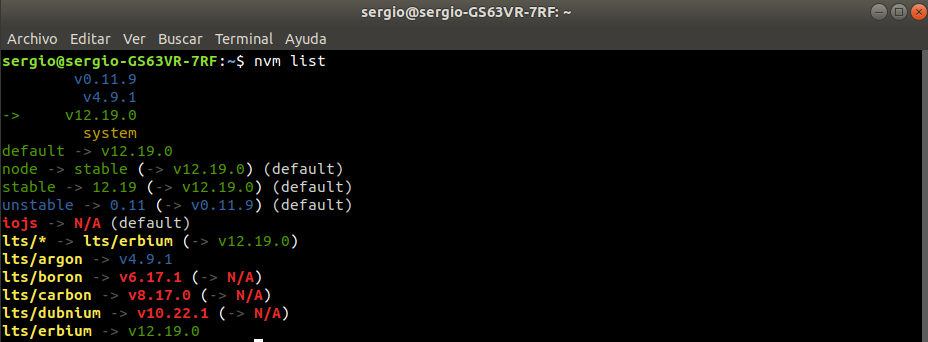 sergio@sergio-GS63VR-7RF: ~
Archivo Editar Ver Buscar Terminal Ayuda
sergio@sergio-GS63VR-7RF:~$ nvm list
v0.11.9
v4.9.1
-> v12.19.0
system
default -> v12.19.0
node -> stable (-> v12.19.0) (default)
stable -> 12.19 (-> v12.19.0) (default)
unstable -> 0.11 (-> v0.11.9) (default)
iojs -> N/A (default)
lts/* -> lts/erbium (-> v12.19.0)
lts/argon -> v4.9.1
lts/boron -> v6.17.1 (-> N/A)
lts/carbon -> v8.17.0 (-> N/A)
lts/dubnium -> v10.22.1 (-> N/A)
lts/erbium -> v12.19.0